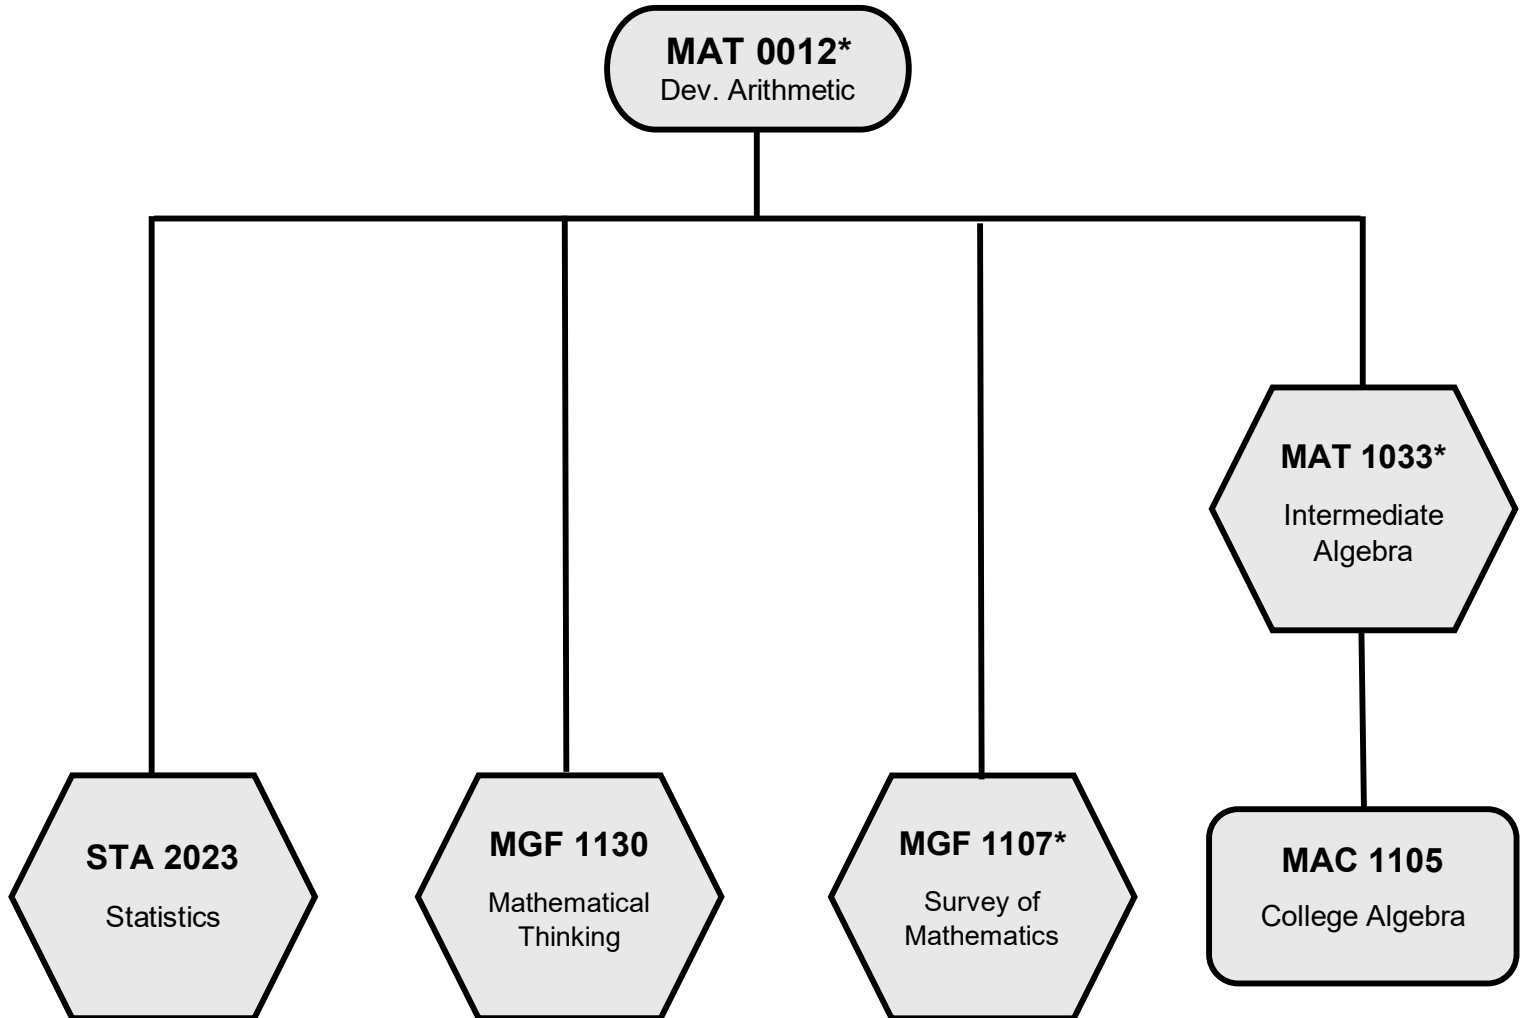 MAT 0012*
Dev. Arithmetic
MAT 1033*
Intermediate
Algebra
STA 2023
Statistics
MGF 1130
Mathematical
Thinking
MGF 1107*
Survey of
Mathematics
MAC 1105
College Algebra